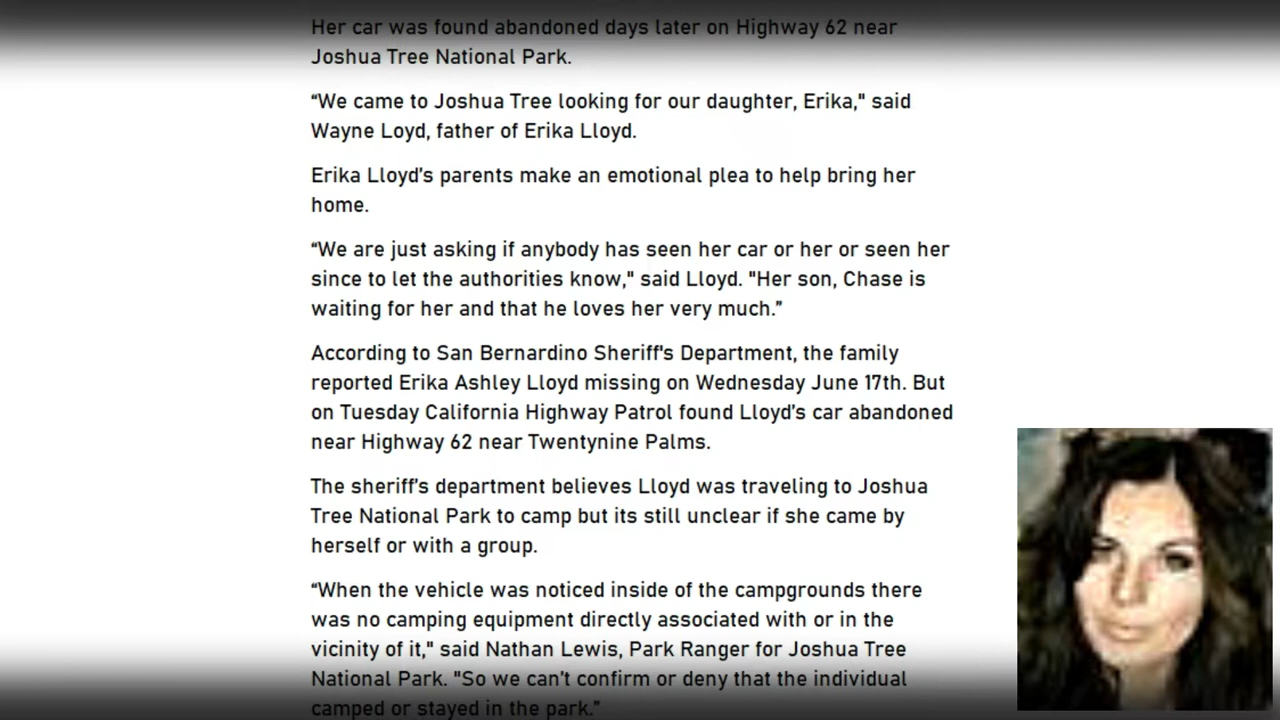 Her car was found abandoned days later on Highway 62 near
Joshua Tree National Park.
“We came to Joshua Tree looking for our daughter, Erika," said
Wayne Loyd, father of Erika Lloyd.
Erika Lloyd's parents make an emotional plea to help bring her
home.
“We are just asking if anybody has seen her car or her or seen her
since to let the authorities know," said Lloyd. "Her son, Chase is
waiting for her and that he loves her very much.”
According to San Bernardino Sheriff's Department, the family
reported Erika Ashley Lloyd missing on Wednesday June 17th. But
on Tuesday California Highway Patrol found Lloyd's car abandoned
near Highway 62 near Twentynine Palms.
The sheriff's department believes Lloyd was traveling to Joshua
Tree National Park to camp but its still unclear if she came by
herself or with a group.
“When the vehicle was noticed inside of the campgrounds there
was no camping equipment directly associated with or in the
vicinity of it," said Nathan Lewis, Park Ranger for Joshua Tree
National Park. "So we can't confirm or deny that the individual
camped or stayed in the park.”